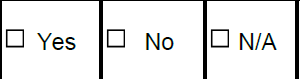 ☐ Yes ☐ No ☐ N/A